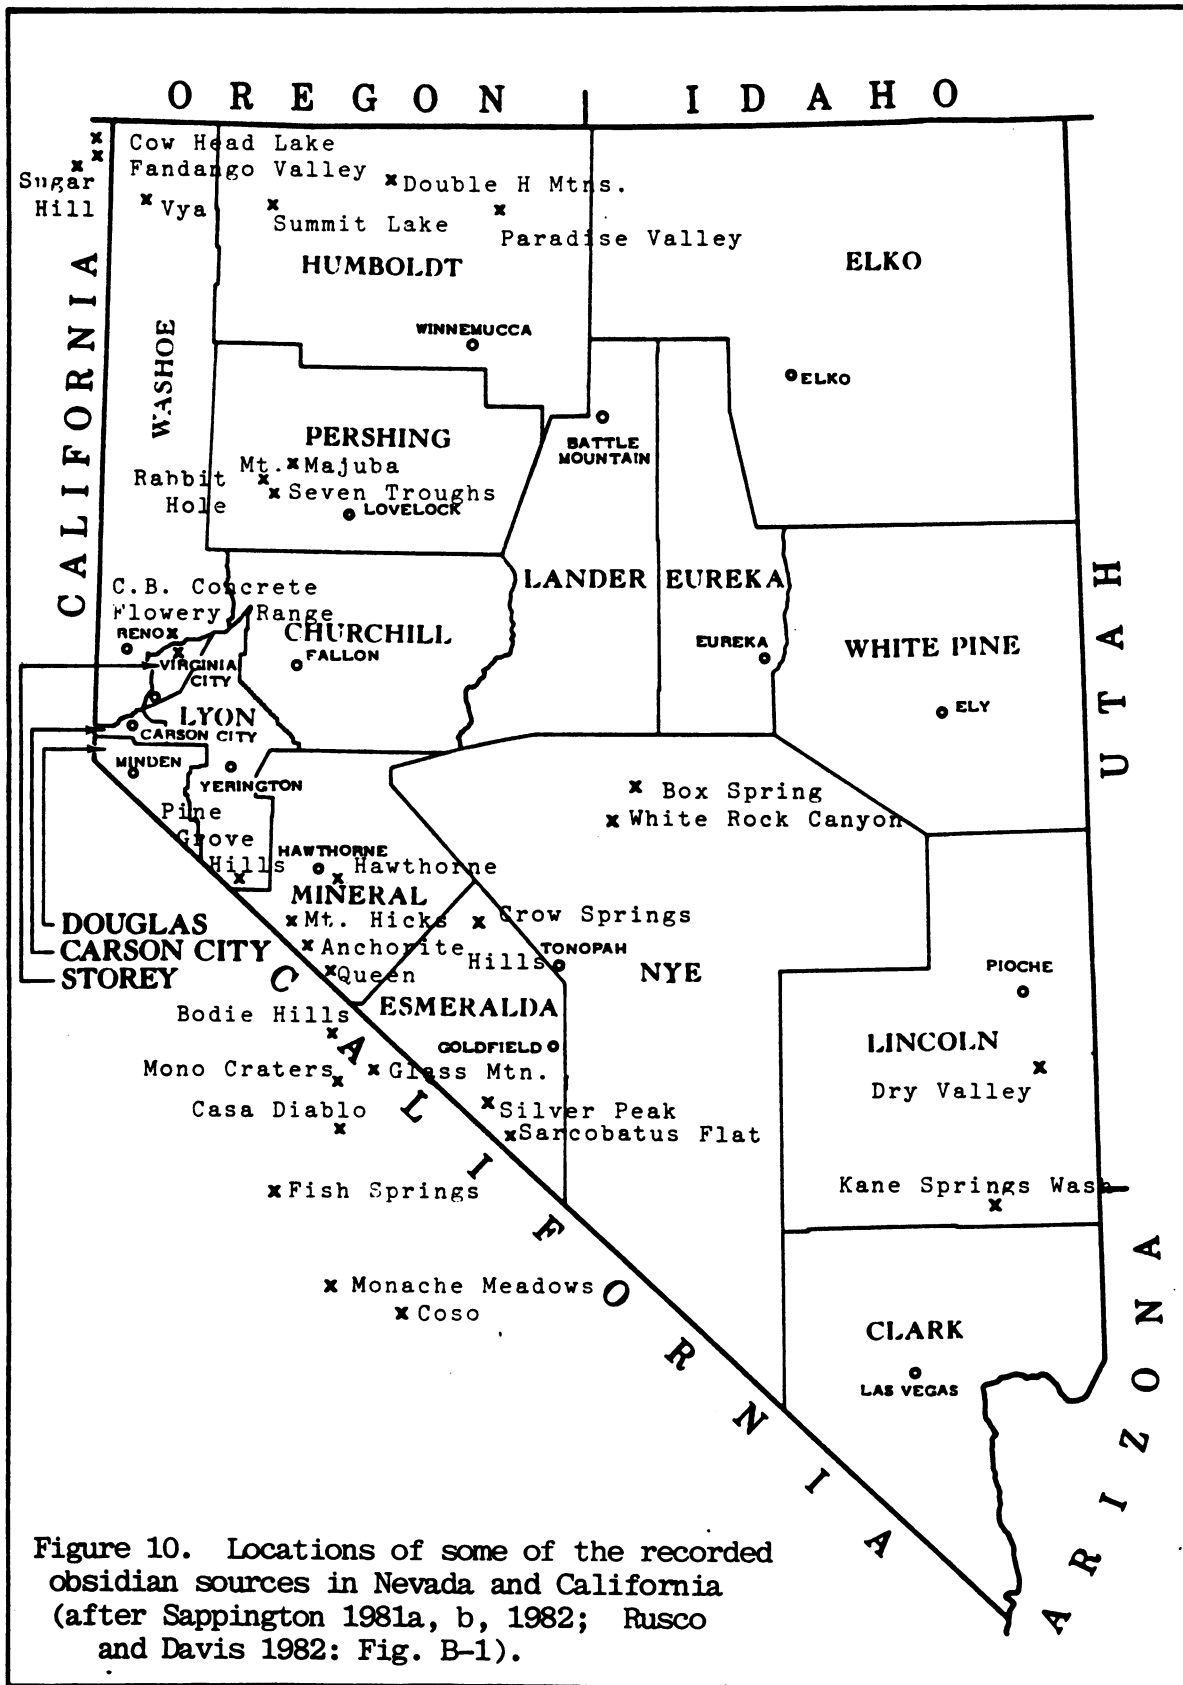 OREGON | IDAHO
Cow Head Lake
Fandango Valley
Sugar
Hill
Vya
Double H Mtns.
Summit Lake
Paradise Valley
HUMBOLDT
ELKO
CALIFORNIA
WASHOE
WINNEMUCCA
ELKO
BATTLE
MOUNTAIN
PERSHING
Mt. Majuba
Rabbit
Hole
Seven Troughs
LOVELOCK
C.B. Concrete
Flowery Range
RENO
VIRGINIA
CITY
CHURCHILL
FALLON
LANDER
EUREKA
EUREKA
WHITE PINE
ELY
UTAH
LYON
CARSON CITY
MINDEN
YERINGTON
Pine
Grove
Hills
HAWTHORNE
Hawthorne
MINERAL
Box Spring
White Rock Canyon
DOUGLAS
CARSON CITY
STOREY
Mt. Hicks
Anchorite
Hills
Queen
Crow Springs
TONOPAH
NYE
PIOCHE
ESMERALDA
GOLDFIELD
LINCOLN
Dry Valley
Bodie Hills
Mono Craters
Glass Mtn.
Casa Diablo
Silver Peak
Sarcobatus Flat
Fish Springs
Kane Springs Wash
CALIFORNIA
Monache Meadows
Coso
CLARK
LAS VEGAS
ARIZONA
Figure 10. Locations of some of the recorded
obsidian sources in Nevada and California
(after Sappington 1981a, b, 1982; Rusco
and Davis 1982: Fig. B-1).